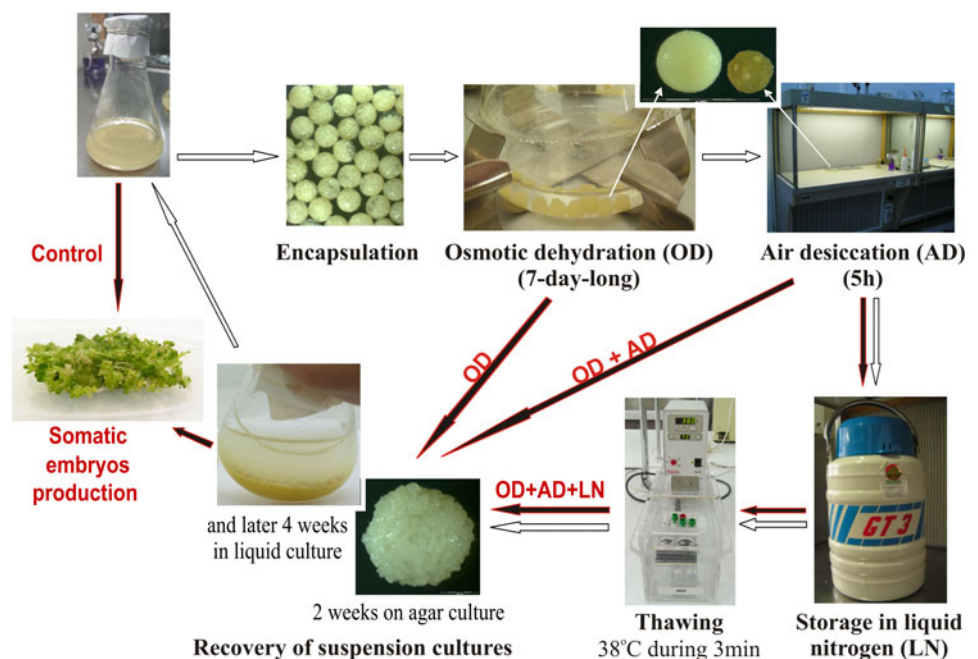 Control
Encapsulation
Osmotic dehydration (OD)
(7-day-long)
Air desiccation (AD)
(5h)
OD
OD + AD
Somatic
embryos
production
and later 4 weeks
in liquid culture
OD+AD+LN
2 weeks on agar culture
Recovery of suspension cultures
Thawing
38°C during 3min
GT 3
Storage in liquid
nitrogen (LN)